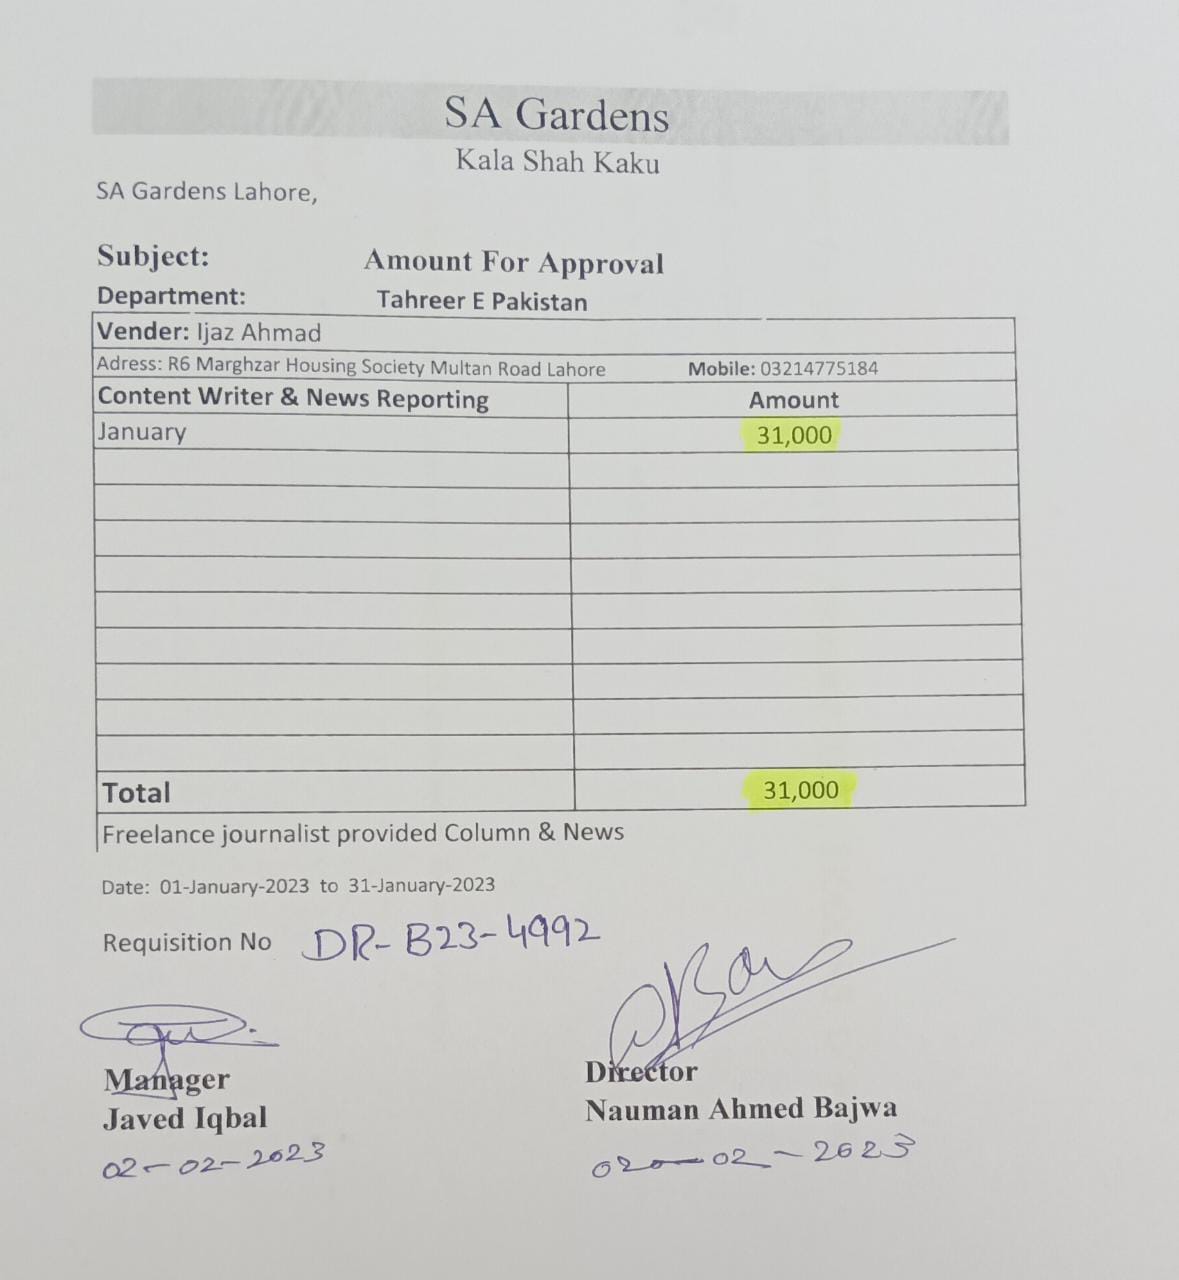 SA Gardens
Kala Shah Kaku
SA Gardens Lahore,
Subject: Amount For Approval
Department: Tahreer E Pakistan
Vender: Ijaz Ahmad
Adress: R6 Marghzar Housing Society Multan Road Lahore Mobile: 03214775184
Content Writer & News Reporting Amount
January 31,000
Total 31,000
Freelance journalist provided Column & News
Date: 01-January-2023 to 31-January-2023
Requisition No DR-B23-4992
Manager
Javed Iqbal
02-02-2023
Director
Nauman Ahmed Bajwa
02-02-2023